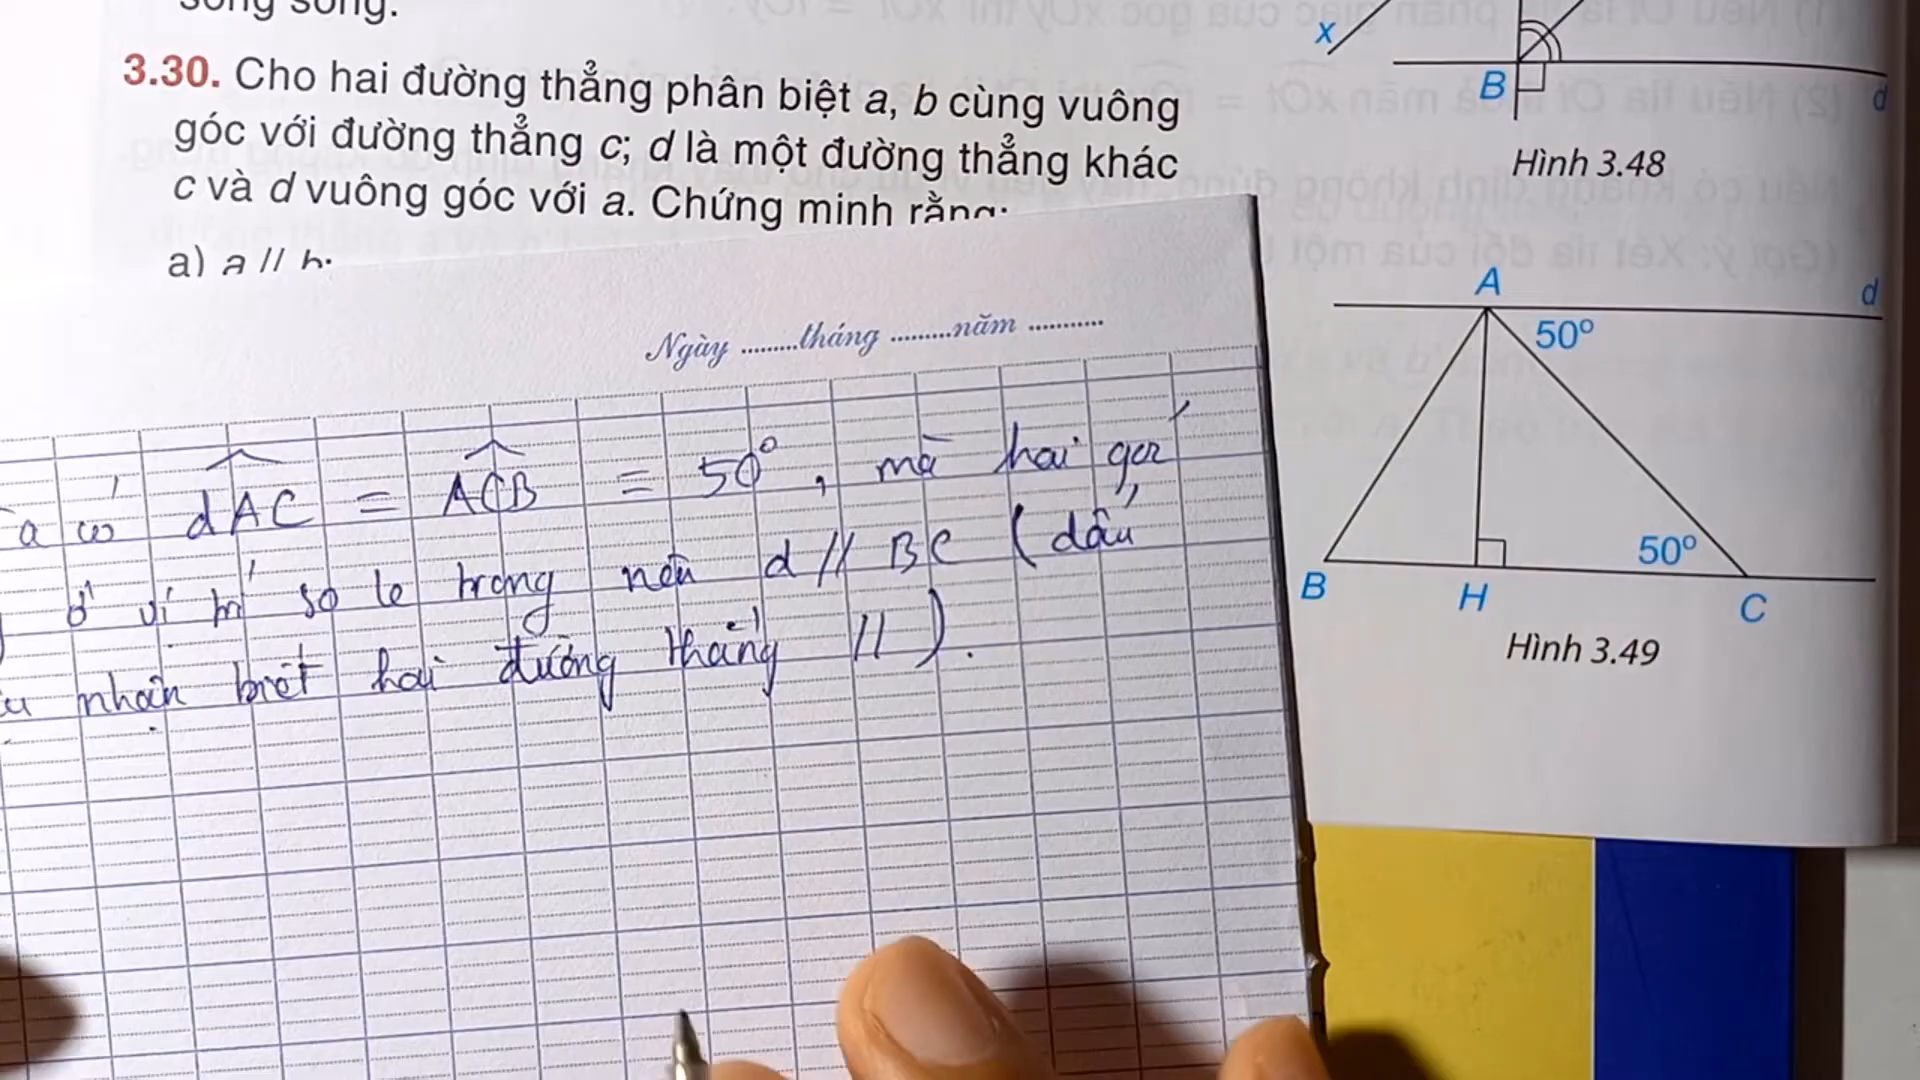 song song.
3.30. Cho hai đường thẳng phân biệt a, b cùng vuông
góc với đường thẳng c; d là một đường thẳng khác
c và d vuông góc với a. Chứng minh rằng:
a) a // b.
Ngày .........tháng .........năm ...........
dAC = ACB = 50°, mà hai góc
ở vị trí so le trong nên d // BC (dấu
nhận biết hai đường thẳng //).
x
B
d
Hình 3.48
A
d
50°
50°
B
H
C
Hình 3.49